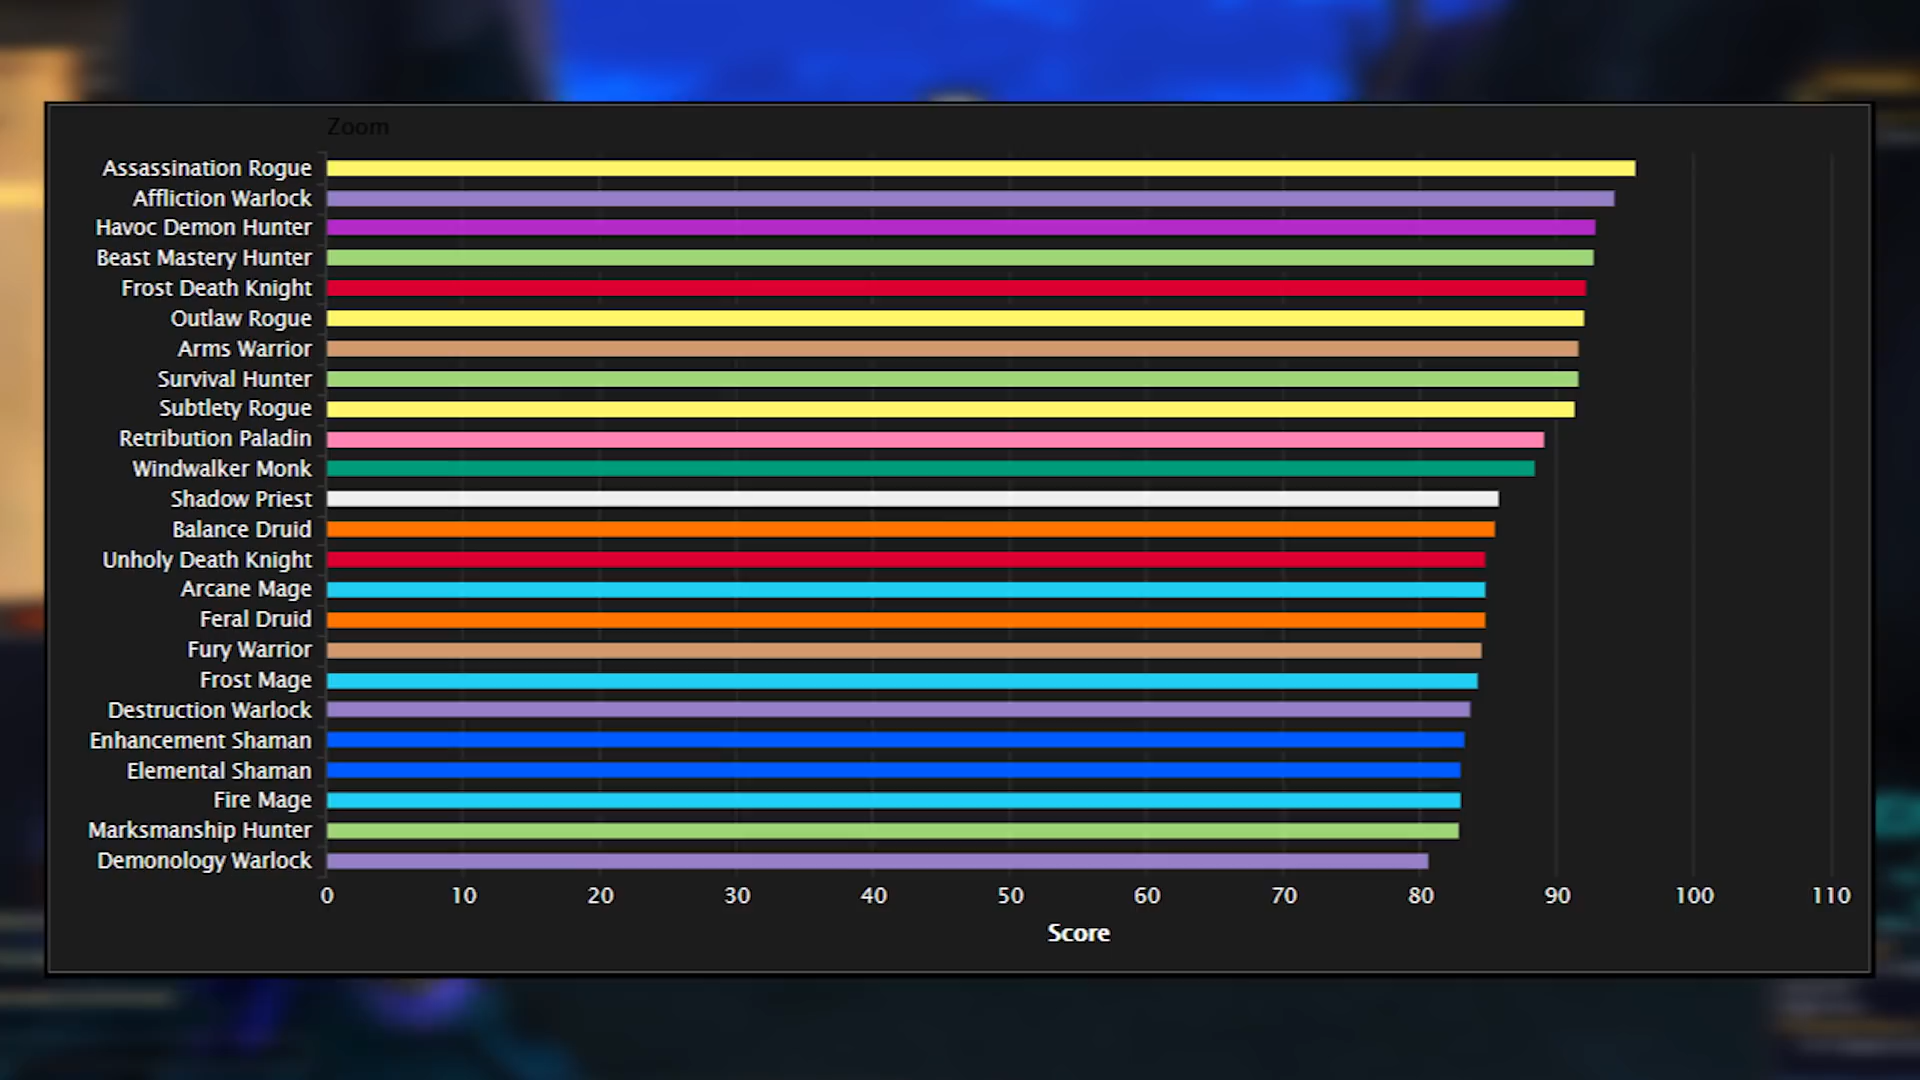 Zoom
Assassination Rogue
Affliction Warlock
Havoc Demon Hunter
Beast Mastery Hunter
Frost Death Knight
Outlaw Rogue
Arms Warrior
Survival Hunter
Subtlety Rogue
Retribution Paladin
Windwalker Monk
Shadow Priest
Balance Druid
Unholy Death Knight
Arcane Mage
Feral Druid
Fury Warrior
Frost Mage
Destruction Warlock
Enhancement Shaman
Elemental Shaman
Fire Mage
Marksmanship Hunter
Demonology Warlock
0 10 20 30 40 50 60 70 80 90 100 110
Score